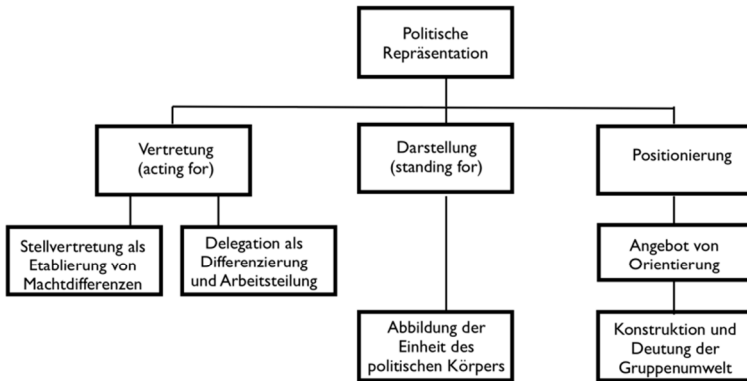 Politische
Repräsentation
Vertretung
(acting for)
Darstellung
(standing for)
Positionierung
Stellvertretung als
Etablierung von
Machtdifferenzen
Delegation als
Differenzierung
und Arbeitsteilung
Angebot von
Orientierung
Abbildung der
Einheit des
politischen Körpers
Konstruktion und
Deutung der
Gruppenumwelt